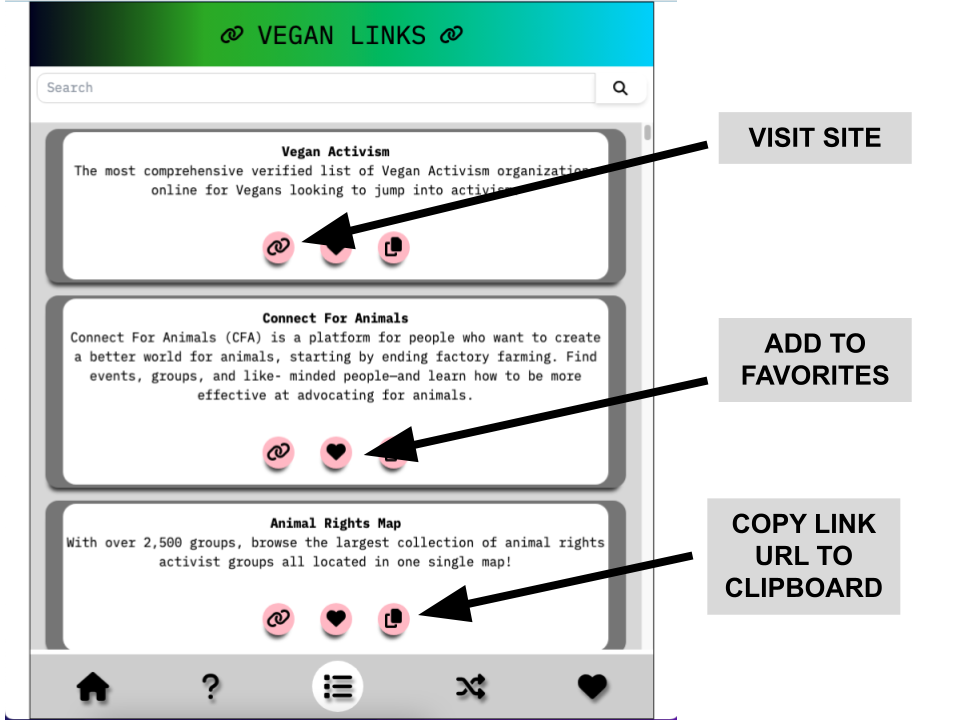 VEGAN LINKS
Search
Vegan Activism
The most comprehensive verified list of Vegan Activism
online for Vegans looking to jump into
Connect For Animals
Connect For Animals (CFA) is a platform for people who want to create
a better world for animals, starting by ending factory farming. Find
events, groups, and like- minded people—and learn how to be more
effective at advocating for animals.
Animal Rights Map
With over 2,500 groups, browse the largest collection of animal rights
activist groups all located in one single map!
VISIT SITE
ADD TO
FAVORITES
COPY LINK
URL TO
CLIPBOARD